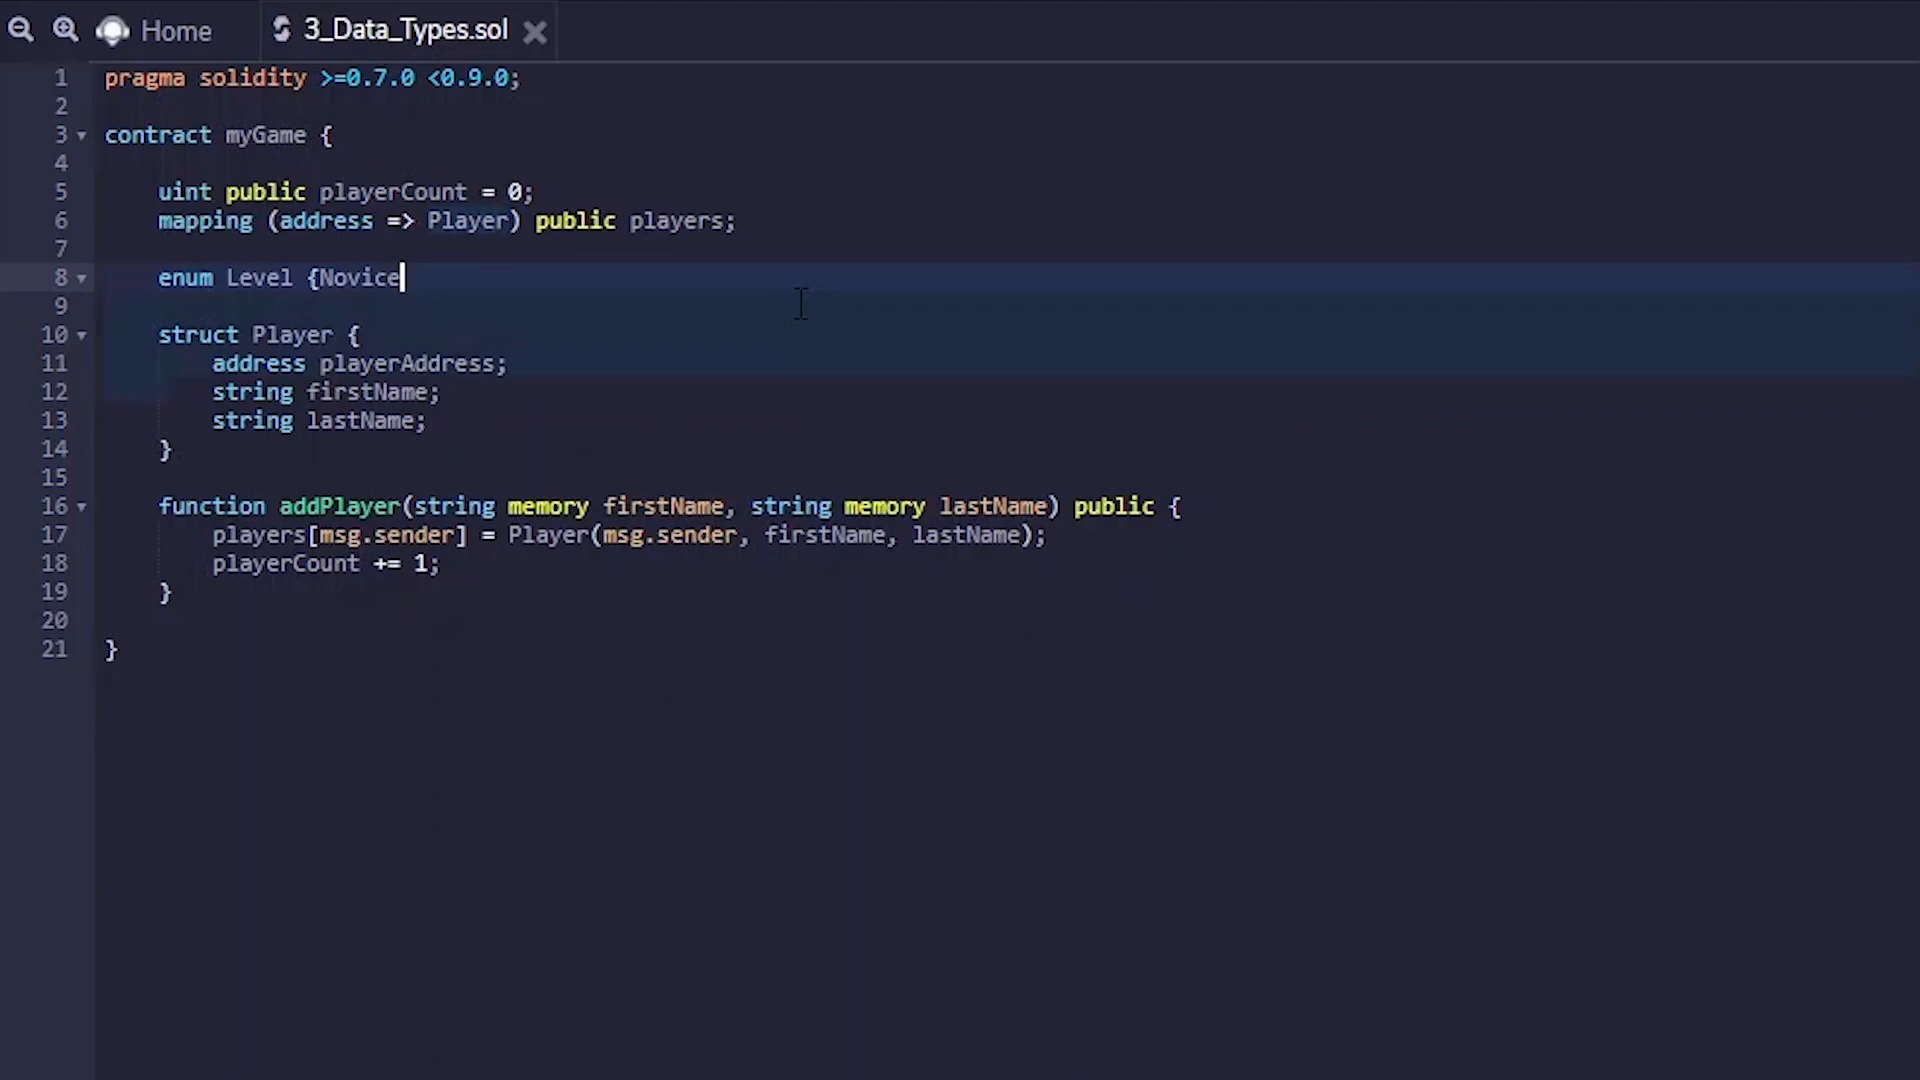 Home 3_Data_Types.sol
1 pragma solidity >=0.7.0 <0.9.0;
2
3 contract myGame {
4
5 uint public playerCount = 0;
6 mapping (address => Player) public players;
7
8 enum Level {Novice
9
10 struct Player {
11 address playerAddress;
12 string firstName;
13 string lastName;
14 }
15
16 function addPlayer(string memory firstName, string memory lastName) public {
17 players[msg.sender] = Player(msg.sender, firstName, lastName);
18 playerCount += 1;
19 }
20
21 }